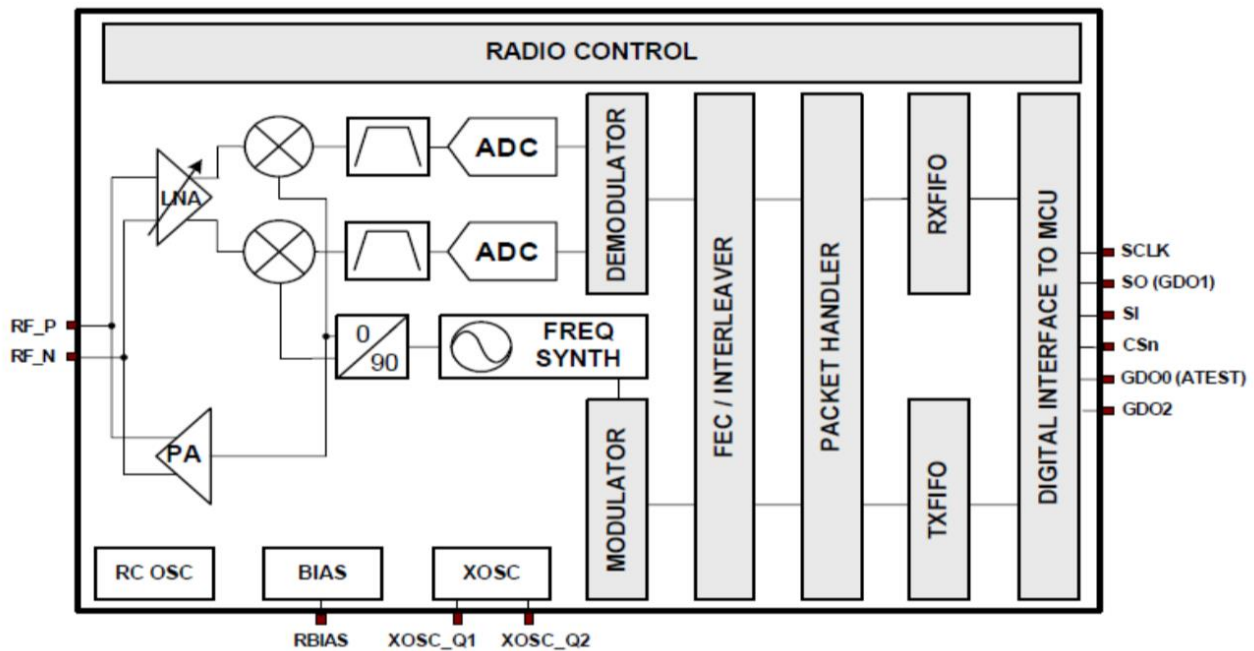 RADIO CONTROL
LNA
ADC
ADC
DEMODULATOR
FEC / INTERLEAVER
PACKET HANDLER
RXFIFO
DIGITAL INTERFACE TO MCU
SCLK
SO (GDO1)
SI
CSn
GDO0 (ATEST)
GDO2
RF_P
RF_N
0
90
FREQ
SYNTH
PA
MODULATOR
TXFIFO
RC OSC
BIAS
XOSC
RBIAS
XOSC_Q1
XOSC_Q2